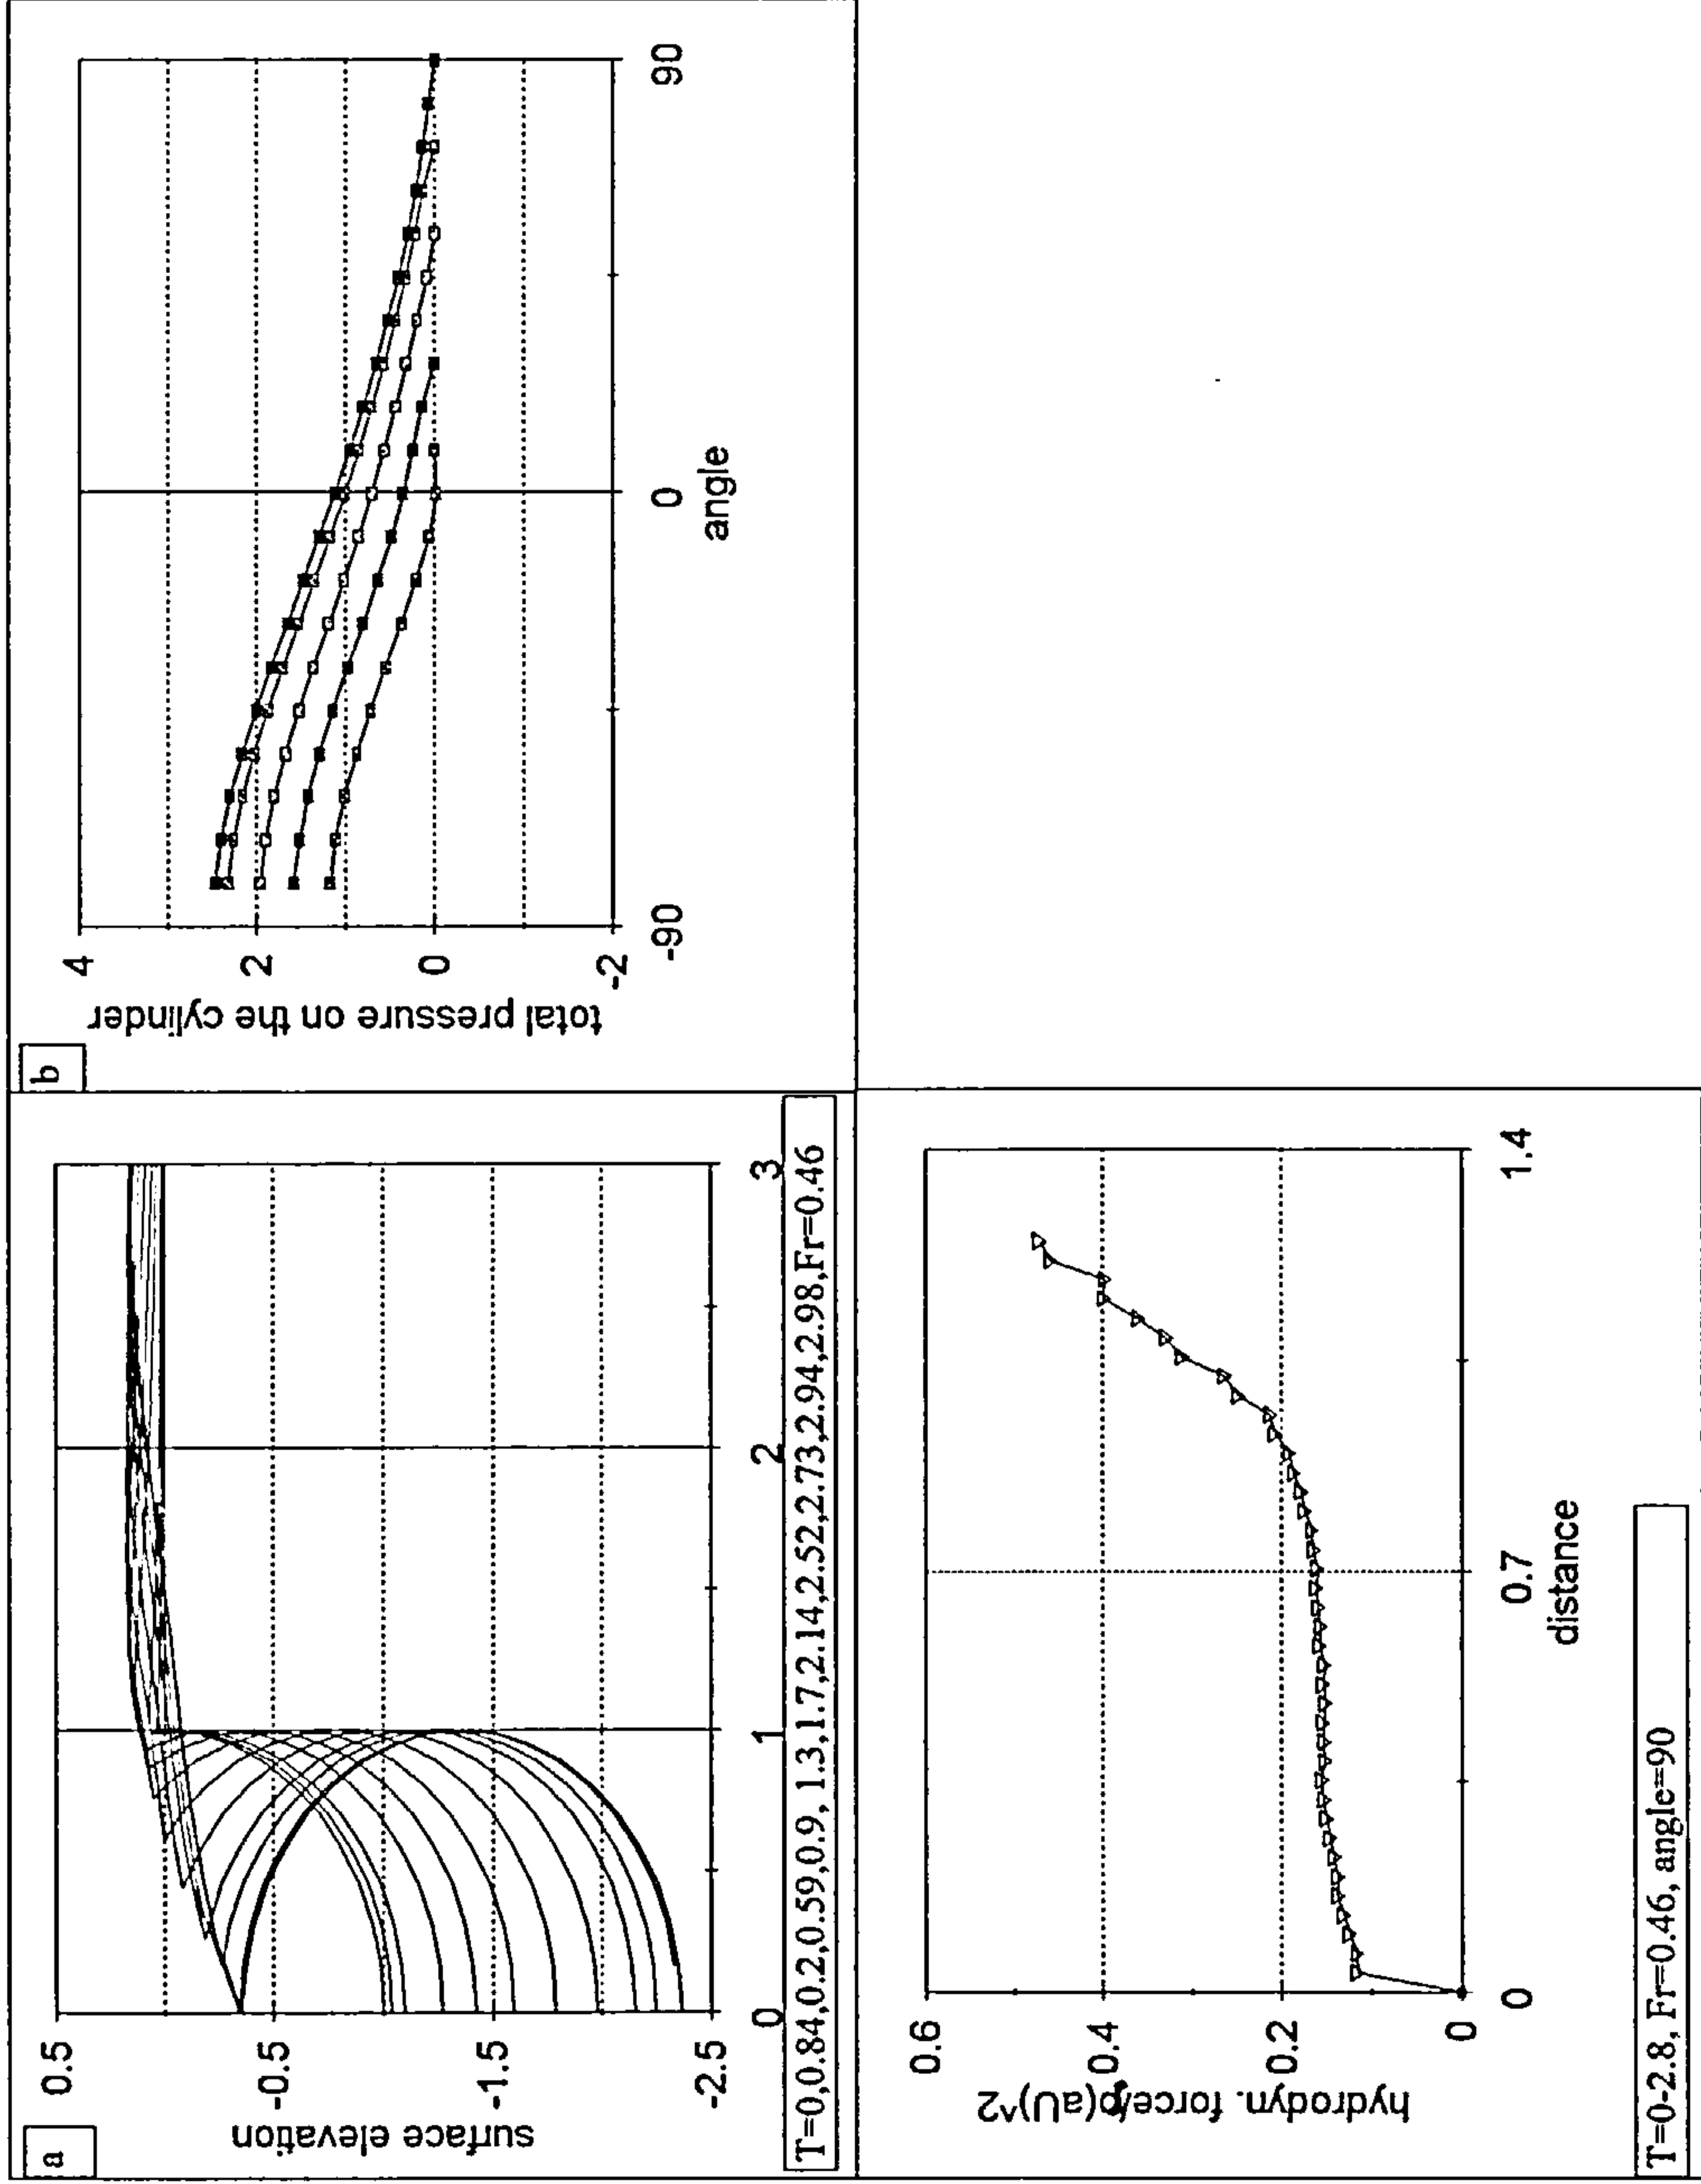 a
surface elevation
0.5
-0.5
-1.5
-2.5
0
1
2
3
T=0,0.84,0.2,0.59,0.9, 1.3,1.7,2.14,2.52,2.73,2.94,2.98,Fr=0.46
b
total pressure on the cylinder
4
2
0
-2
-90
0
90
angle
hydrodyn. force/ρ(aU)^2
0.6
0.4
0.2
0
0
0.7
1.4
distance
T=0-2.8, Fr=0.46, angle=90